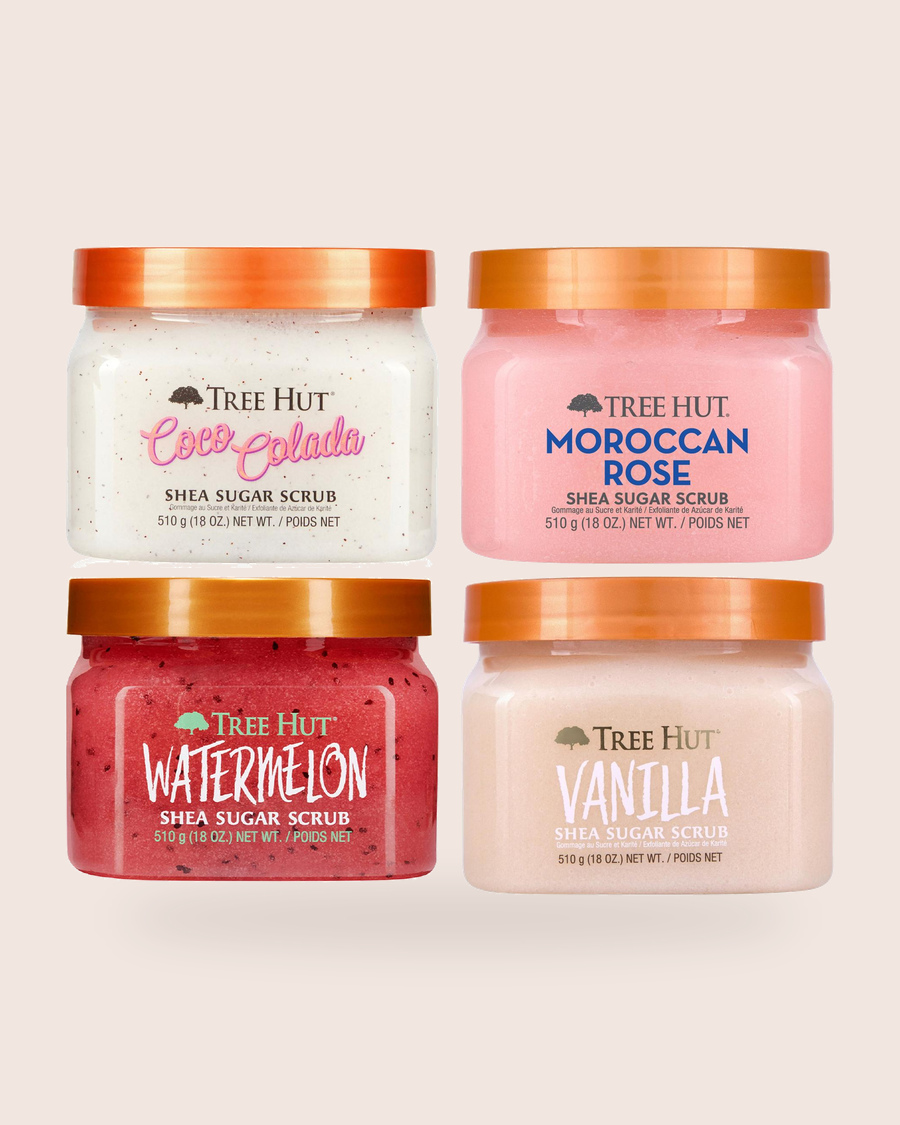 TREE HUT®
Coco Colada
SHEA SUGAR SCRUB
Gommage au Sucre et Karité / Exfoliante de Azúcar de Karité
510 g (18 OZ.) NET WT. / POIDS NET
TREE HUT®
MOROCCAN
ROSE
SHEA SUGAR SCRUB
Gommage au Sucre et Karité / Exfoliante de Azúcar de Karité
510 g (18 OZ.) NET WT. / POIDS NET
TREE HUT®
WATERMELON
SHEA SUGAR SCRUB
510 g (18 OZ.) NET WT. / POIDS NET
TREE HUT®
VANILLA
SHEA SUGAR SCRUB
Gommage au Sucre et Karité / Exfoliante de Azúcar de Karité
510 g (18 OZ.) NET WT. / POIDS NET